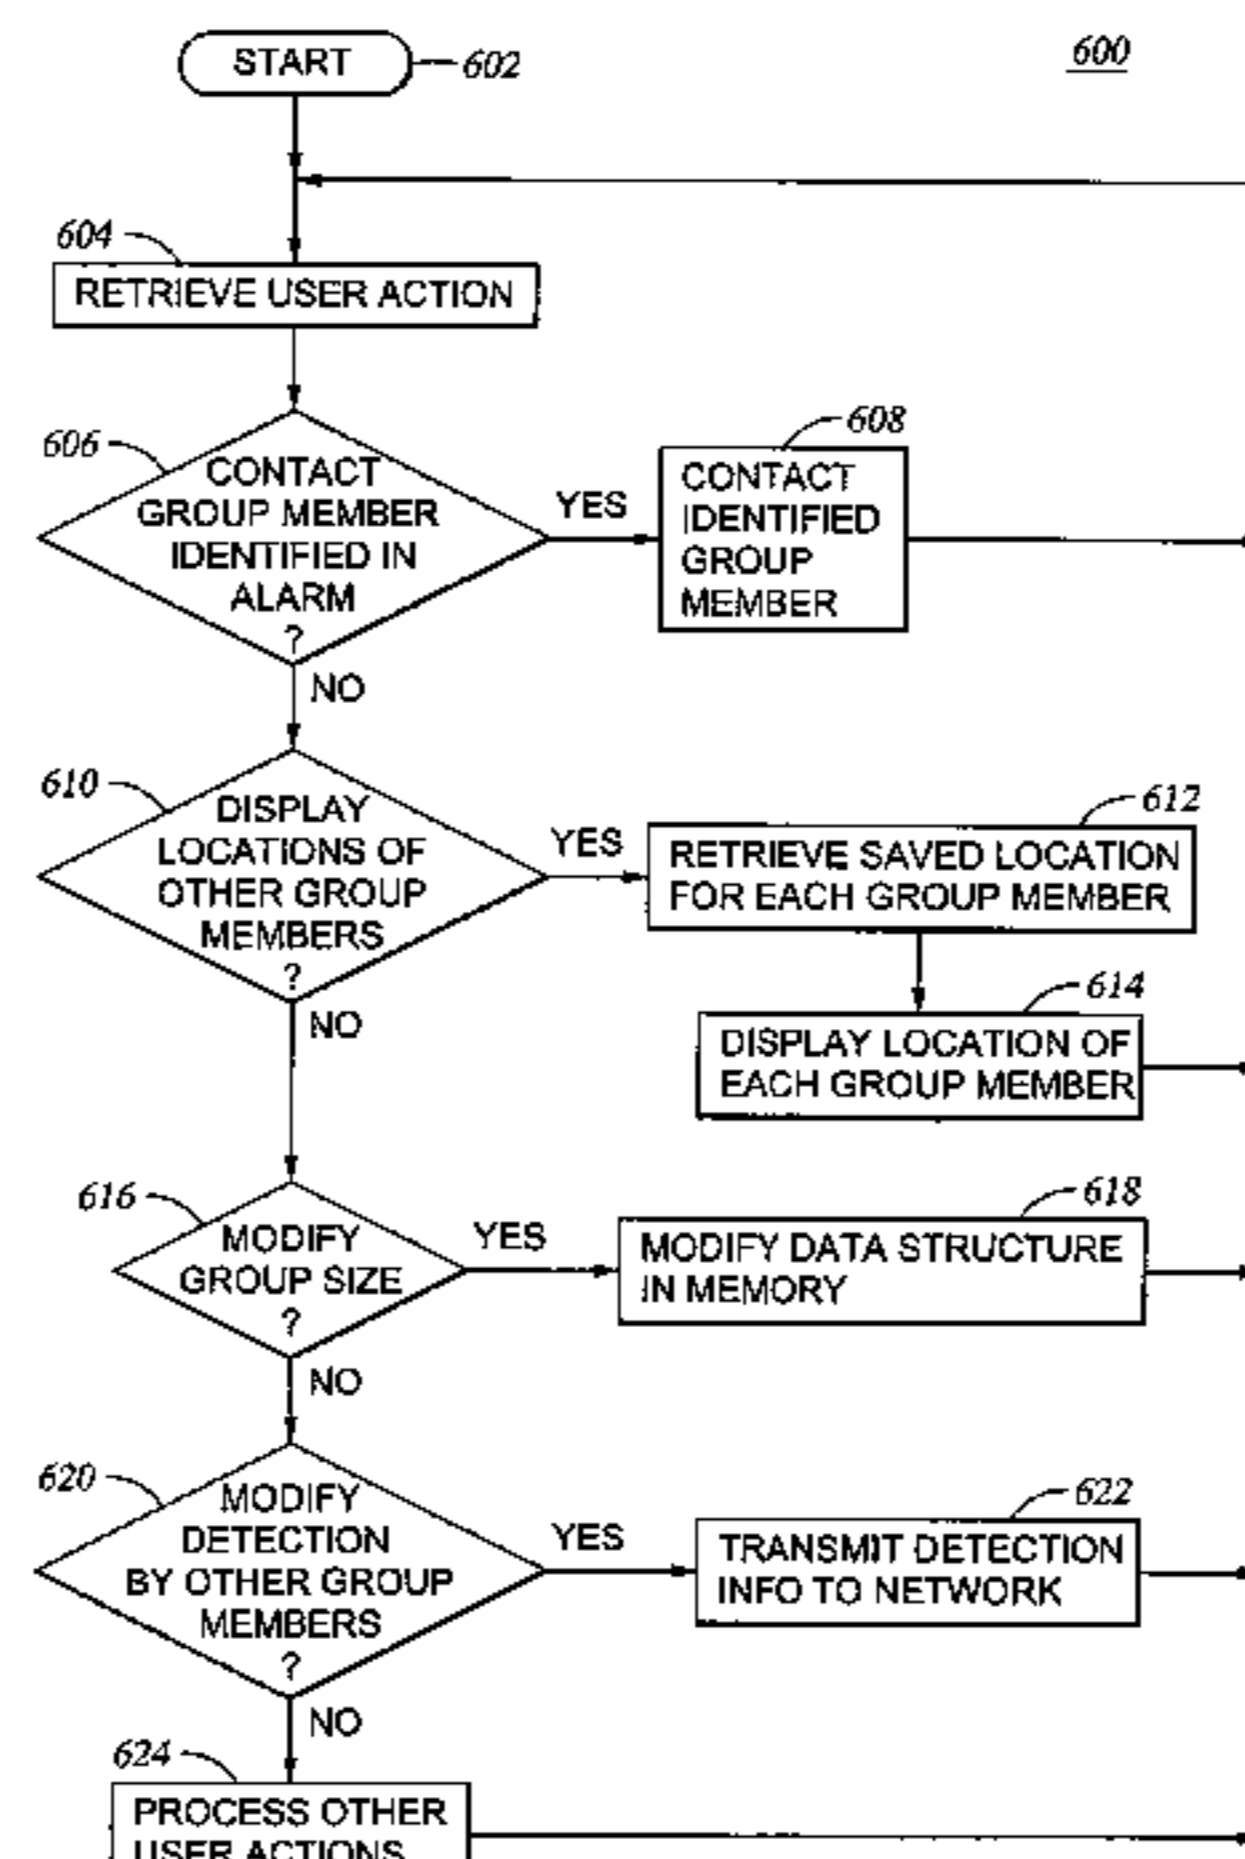 START
602
600
604
RETRIEVE USER ACTION
606
CONTACT
GROUP MEMBER
IDENTIFIED IN
ALARM
?
YES
608
CONTACT
IDENTIFIED
GROUP
MEMBER
NO
610
DISPLAY
LOCATIONS OF
OTHER GROUP
MEMBERS
?
YES
612
RETRIEVE SAVED LOCATION
FOR EACH GROUP MEMBER
614
DISPLAY LOCATION OF
EACH GROUP MEMBER
NO
616
MODIFY
GROUP SIZE
?
YES
618
MODIFY DATA STRUCTURE
IN MEMORY
NO
620
MODIFY
DETECTION
BY OTHER GROUP
MEMBERS
?
YES
622
TRANSMIT DETECTION
INFO TO NETWORK
NO
624
PROCESS OTHER
USER ACTIONS